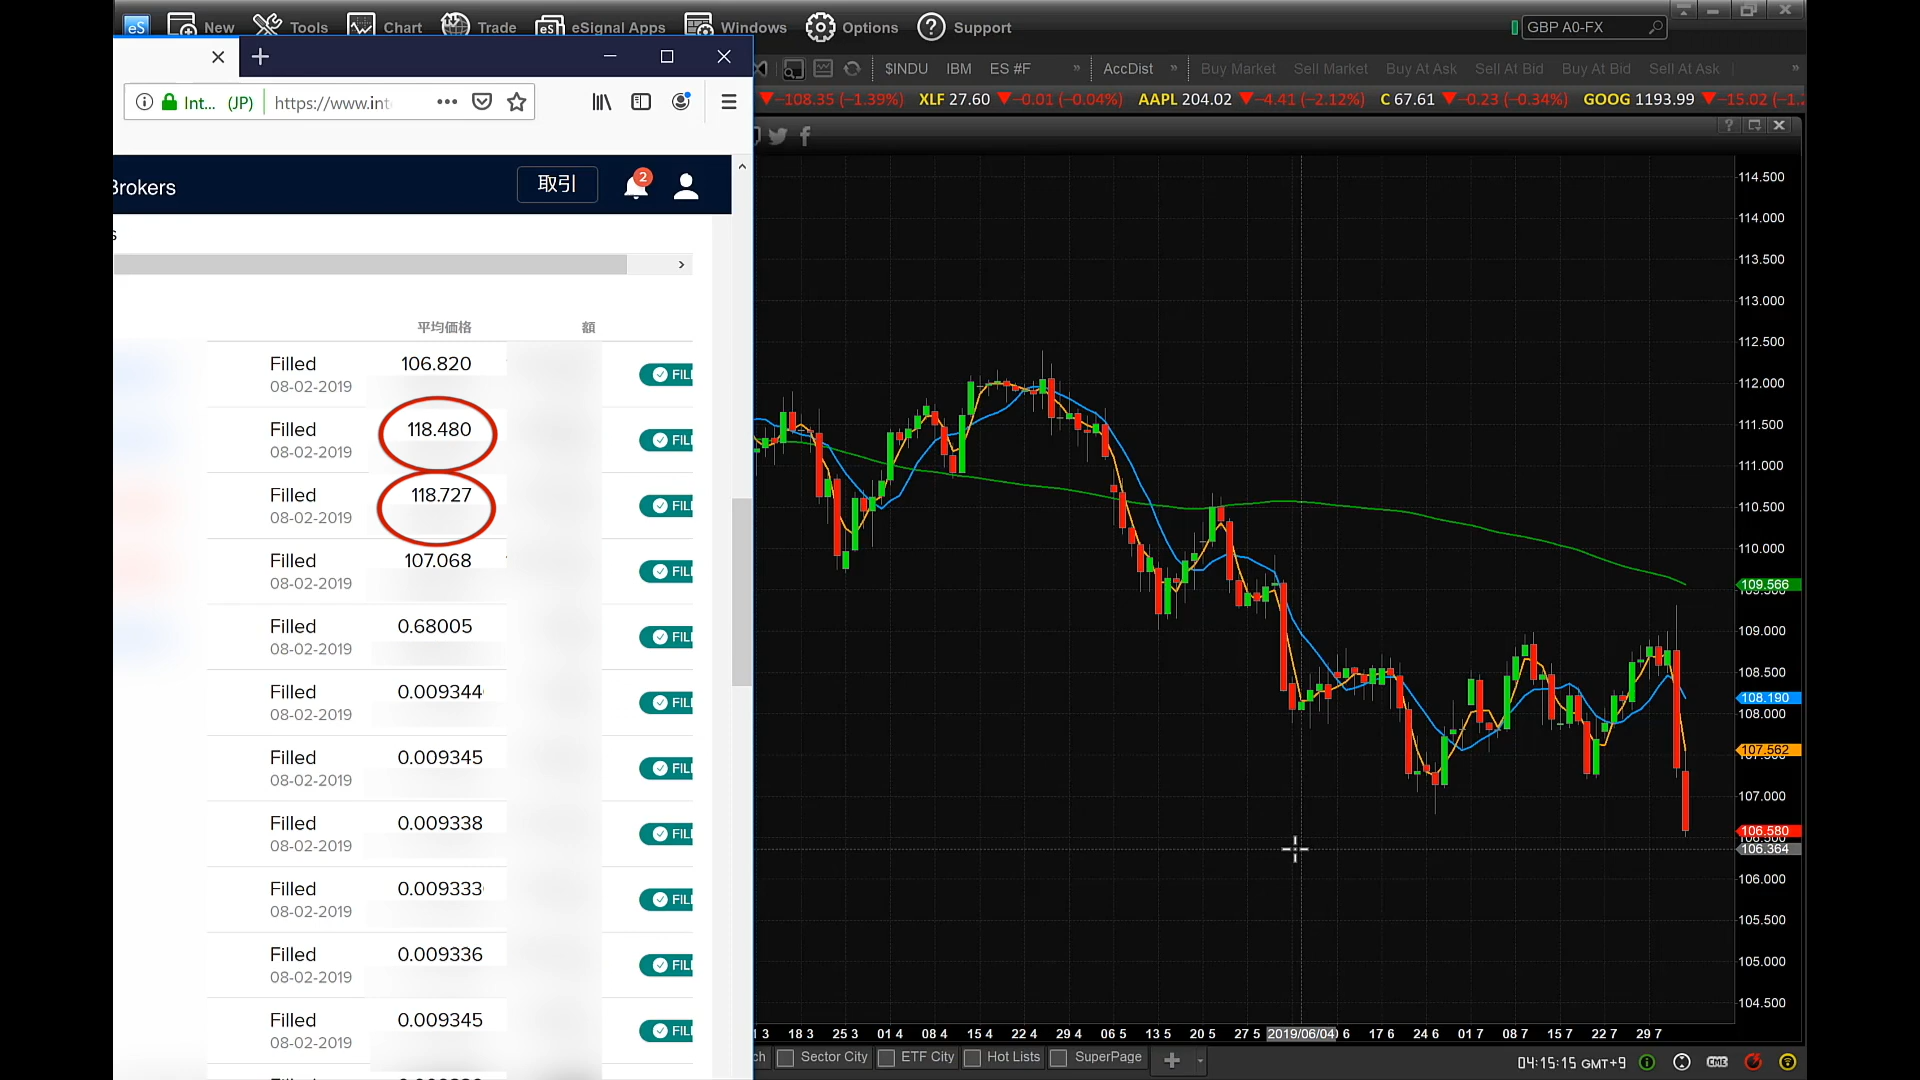 eS New Tools Chart Trade eSignal Apps Windows Options Support
GBP A0-FX
$INDU IBM ES #F » AccDist » Buy Market Sell Market Buy At Ask Sell At Bid Buy At Bid Sell At Ask »
−108.35 (−1.39%) XLF 27.60 −0.01 (−0.04%) AAPL 204.02 −4.41 (−2.12%) C 67.61 −0.23 (−0.34%) GOOG 1193.99 −15.02
Int... (JP) https://www.int
Brokers
取引
2
s
平均価格 額
Filled 106.820
08-02-2019
Filled 118.480
08-02-2019
Filled 118.727
08-02-2019
Filled 107.068
08-02-2019
Filled 0.68005
08-02-2019
Filled 0.009344
08-02-2019
Filled 0.009345
08-02-2019
Filled 0.009338
08-02-2019
Filled 0.009333
08-02-2019
Filled 0.009336
08-02-2019
Filled 0.009345
08-02-2019
114.500
114.000
113.500
113.000
112.500
112.000
111.500
111.000
110.500
110.000
109.566
109.000
108.500
108.190
108.000
107.562
107.000
106.580
106.364
106.000
105.500
105.000
104.500
3 18 3 25 3 01 4 08 4 15 4 22 4 29 4 06 5 13 5 20 5 27 5 2019/06/04 6 17 6 24 6 01 7 08 7 15 7 22 7 29 7
ch Sector City ETF City Hot Lists SuperPage
04:15:15 GMT+9 CME